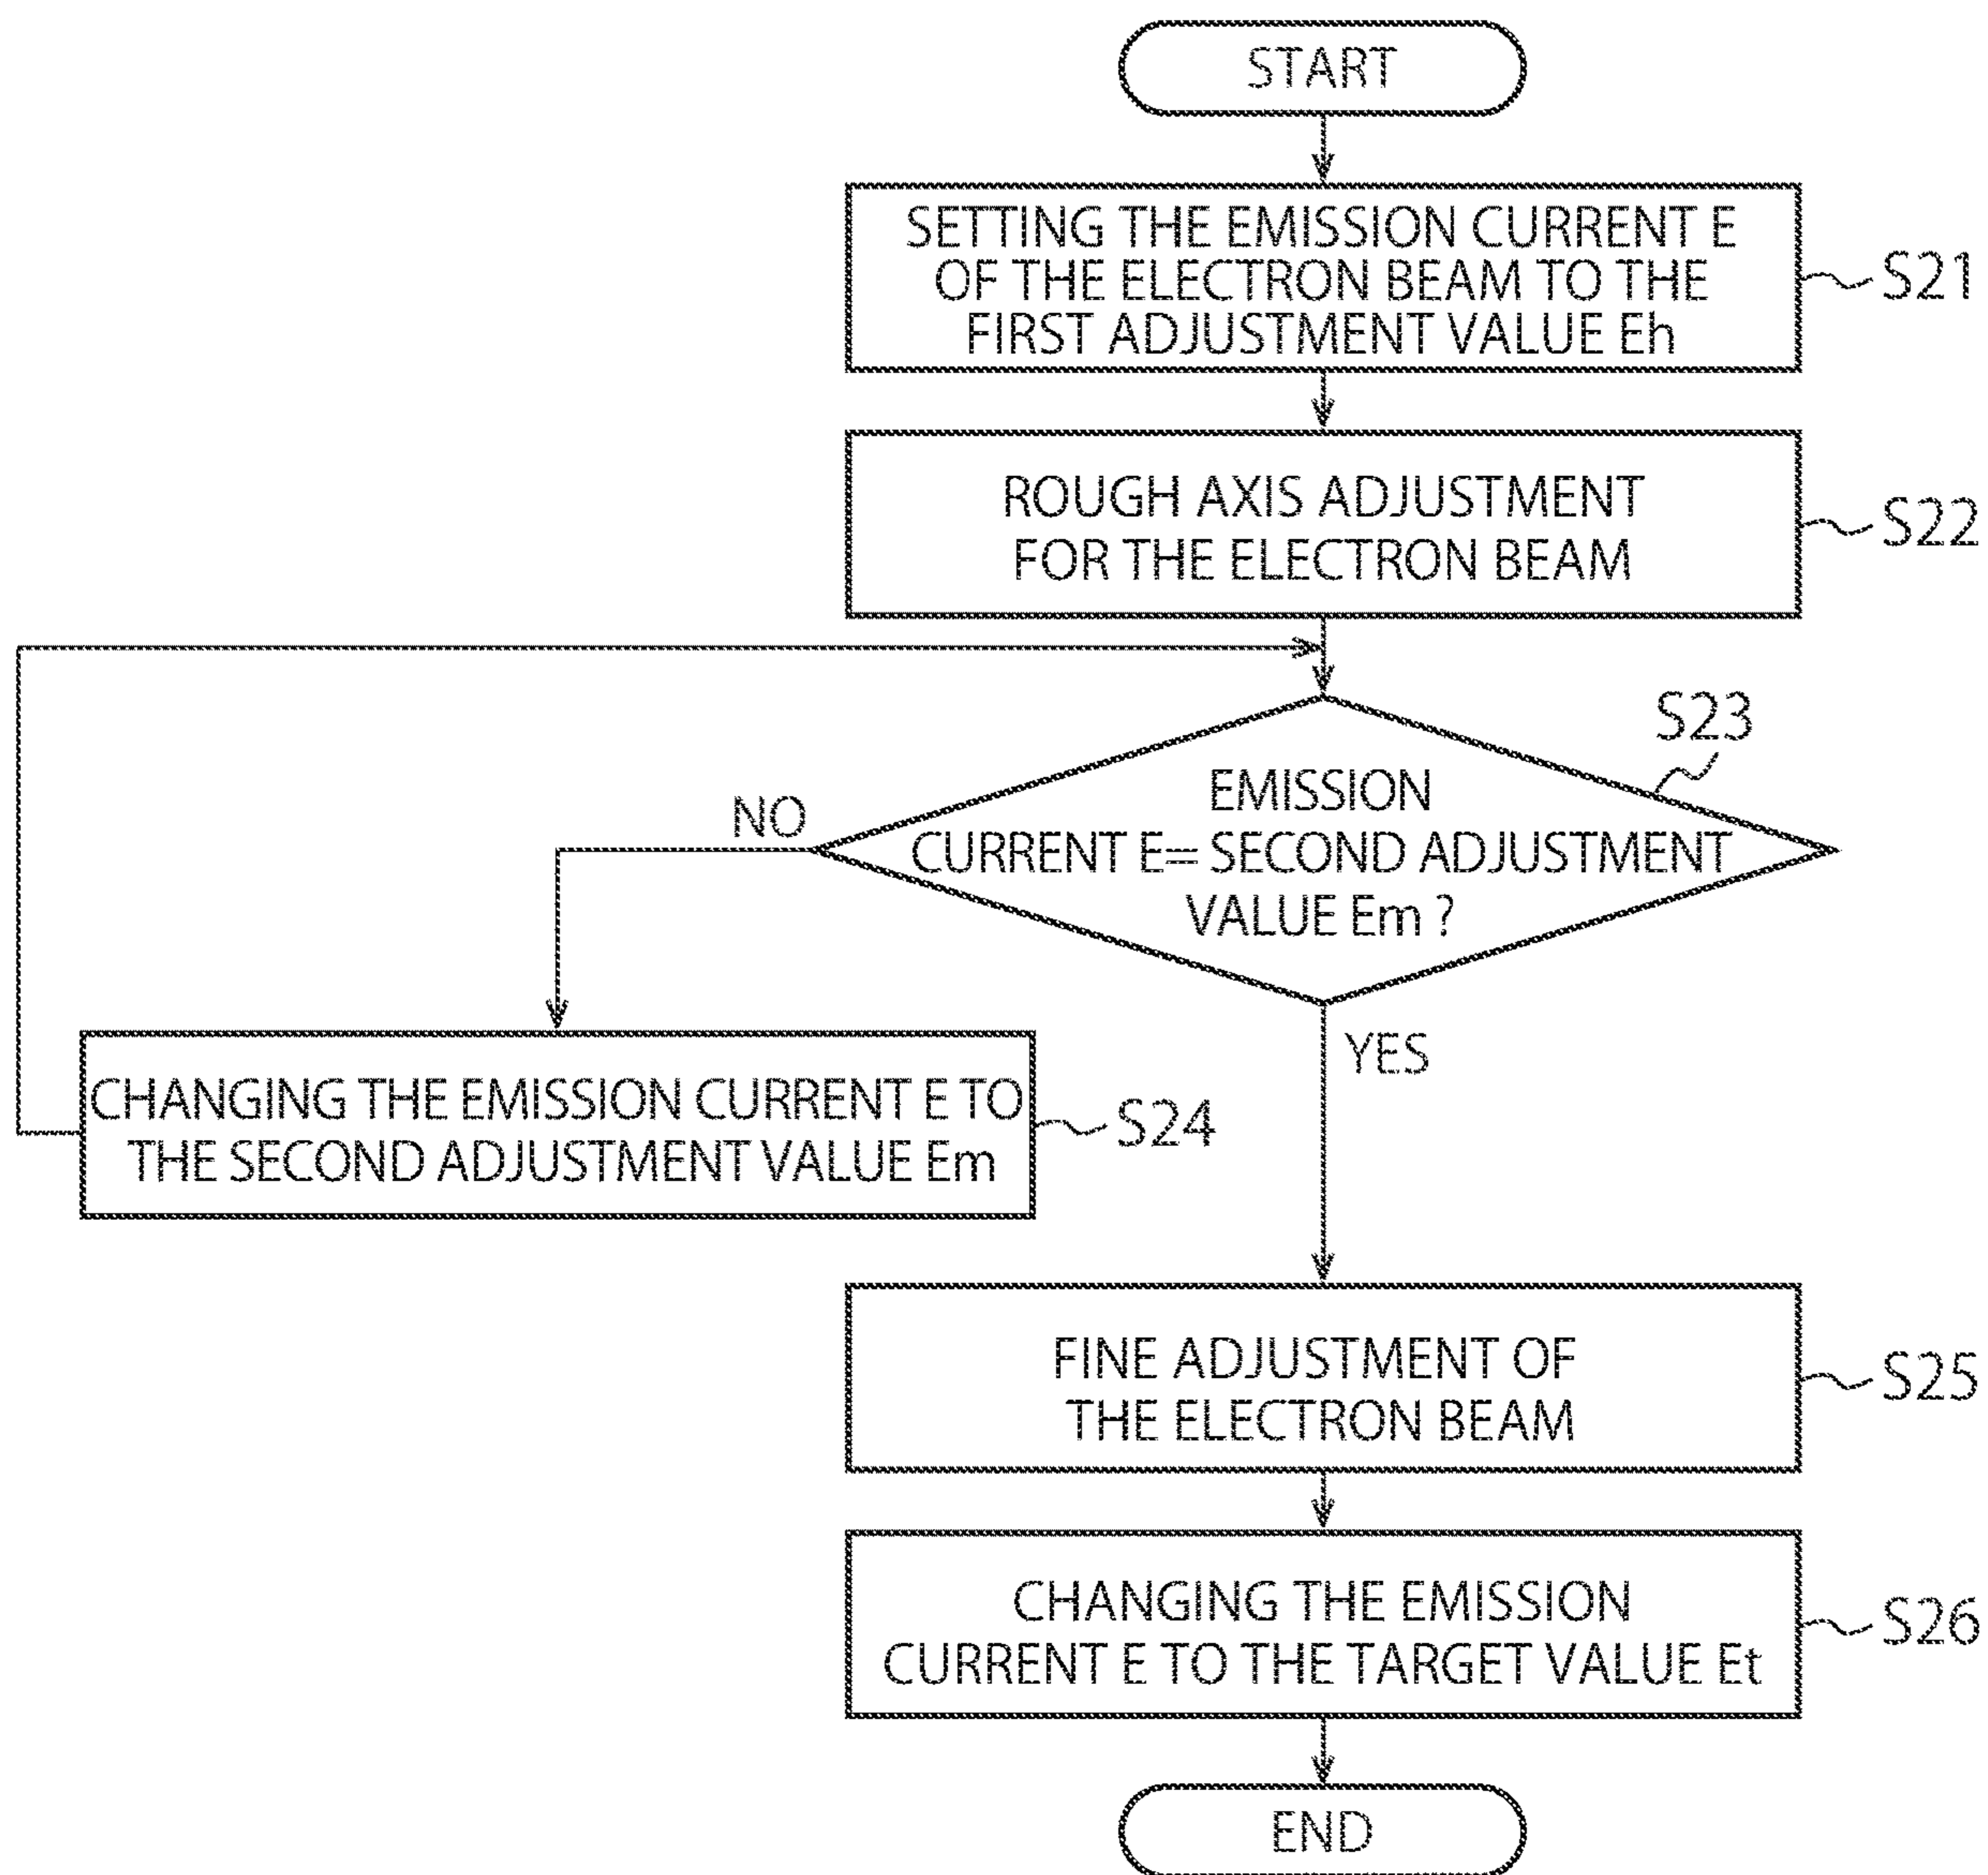 START
SETTING THE EMISSION CURRENT E
OF THE ELECTRON BEAM TO THE
FIRST ADJUSTMENT VALUE Eh
S21
ROUGH AXIS ADJUSTMENT
FOR THE ELECTRON BEAM
S22
S23
EMISSION
CURRENT E= SECOND ADJUSTMENT
VALUE Em ?
NO
YES
CHANGING THE EMISSION CURRENT E TO
THE SECOND ADJUSTMENT VALUE Em
S24
FINE ADJUSTMENT OF
THE ELECTRON BEAM
S25
CHANGING THE EMISSION
CURRENT E TO THE TARGET VALUE Et
S26
END